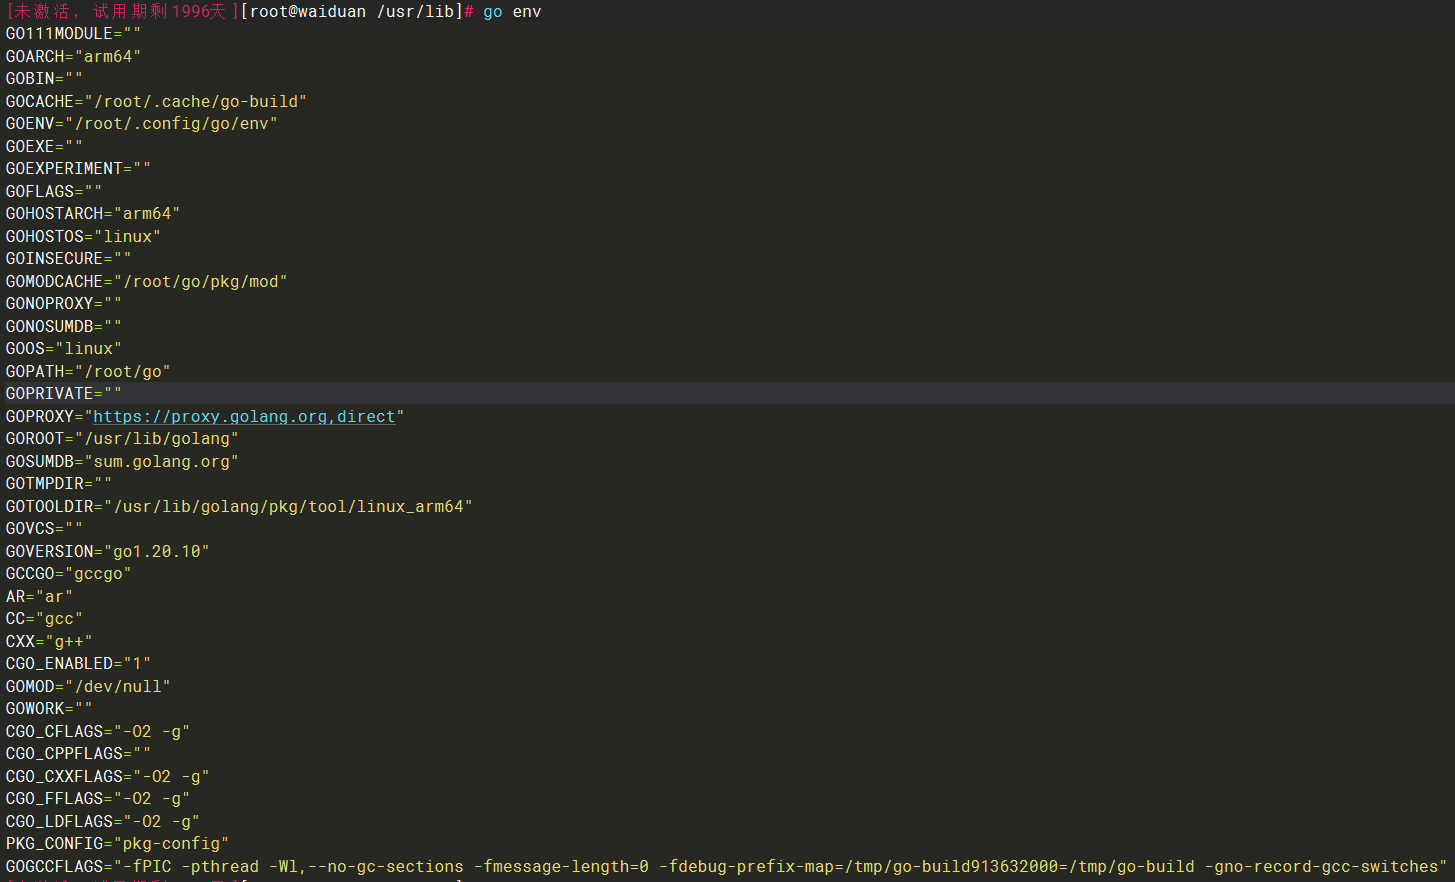 [未激活，试用期剩1996天][root@waiduan /usr/lib]# go env
GO111MODULE=""
GOARCH="arm64"
GOBIN=""
GOCACHE="/root/.cache/go-build"
GOENV="/root/.config/go/env"
GOEXE=""
GOEXPERIMENT=""
GOFLAGS=""
GOHOSTARCH="arm64"
GOHOSTOS="linux"
GOINSECURE=""
GOMODCACHE="/root/go/pkg/mod"
GONOPROXY=""
GONOSUMDB=""
GOOS="linux"
GOPATH="/root/go"
GOPRIVATE=""
GOPROXY="https://proxy.golang.org,direct"
GOROOT="/usr/lib/golang"
GOSUMDB="sum.golang.org"
GOTMPDIR=""
GOTOOLDIR="/usr/lib/golang/pkg/tool/linux_arm64"
GOVCS=""
GOVERSION="go1.20.10"
GCCGO="gccgo"
AR="ar"
CC="gcc"
CXX="g++"
CGO_ENABLED="1"
GOMOD="/dev/null"
GOWORK=""
CGO_CFLAGS="-O2 -g"
CGO_CPPFLAGS=""
CGO_CXXFLAGS="-O2 -g"
CGO_FFLAGS="-O2 -g"
CGO_LDFLAGS="-O2 -g"
PKG_CONFIG="pkg-config"
GOGCCFLAGS="-fPIC -pthread -Wl,--no-gc-sections -fmessage-length=0 -fdebug-prefix-map=/tmp/go-build913632000=/tmp/go-build -gno-record-gcc-switches"